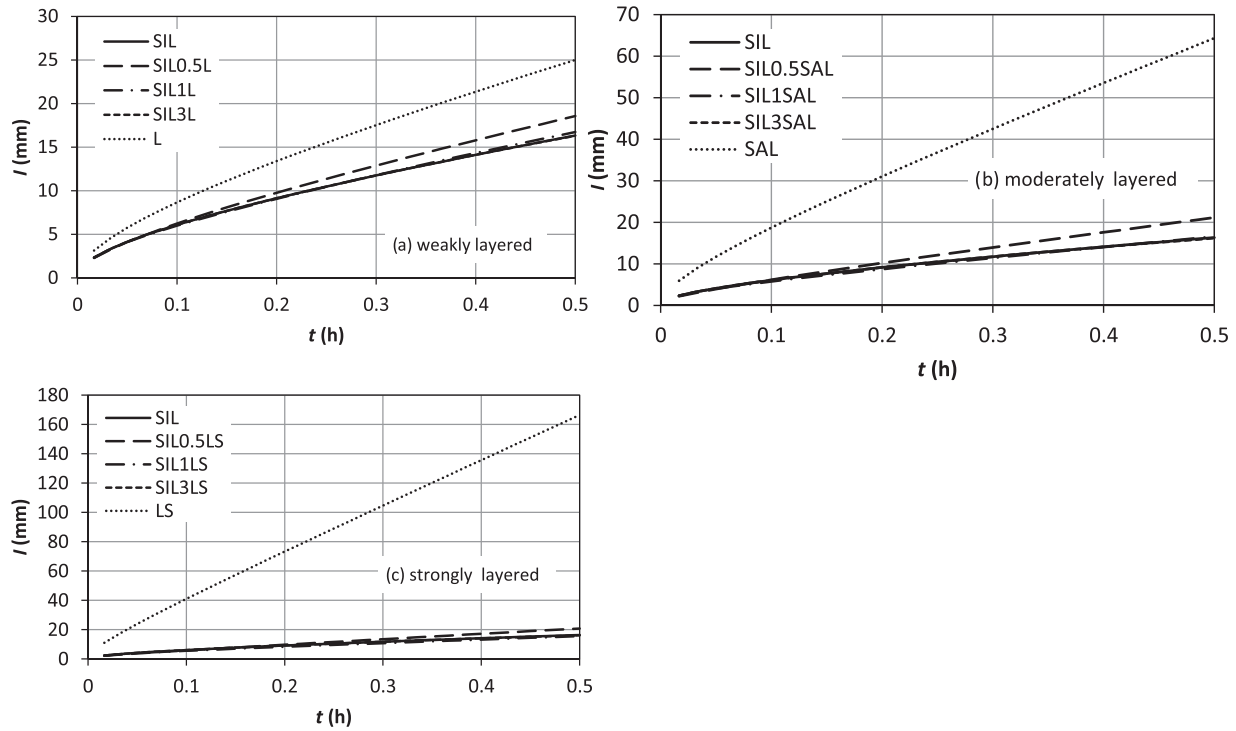 30
25
20
15
10
5
0
I (mm)
SIL
SIL0.5L
SIL1L
SIL3L
L
(a) weakly layered
0 0.1 0.2 0.3 0.4 0.5
t (h)
70
60
50
40
30
20
10
0
I (mm)
SIL
SIL0.5SAL
SIL1SAL
SIL3SAL
SAL
(b) moderately layered
0 0.1 0.2 0.3 0.4 0.5
t (h)
180
160
140
120
100
80
60
40
20
0
I (mm)
SIL
SIL0.5LS
SIL1LS
SIL3LS
LS
(c) strongly layered
0 0.1 0.2 0.3 0.4 0.5
t (h)